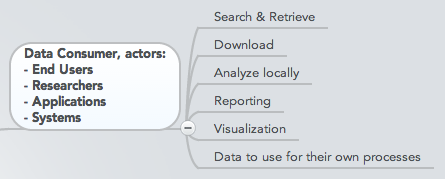 Data Consumer, actors:
- End Users
- Researchers
- Applications
- Systems
Search & Retrieve
Download
Analyze locally
Reporting
Visualization
Data to use for their own processes